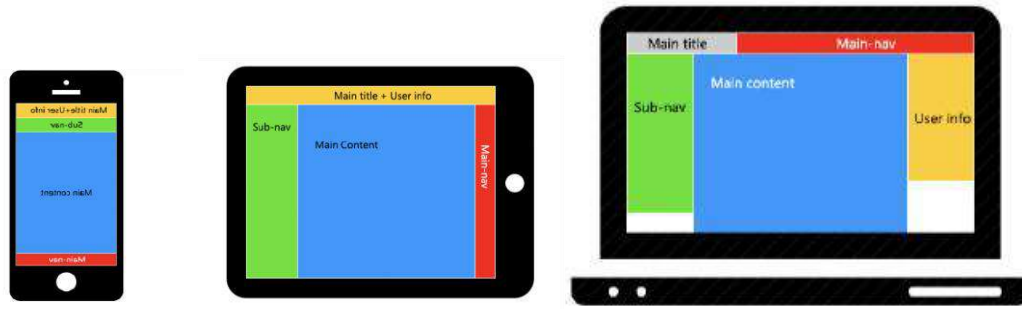 Main title+User info
Sub-nav
Main content
Main-nav
Main title + User info
Sub-nav
Main Content
Main-nav
Main title
Main-nav
Sub-nav
Main content
User info